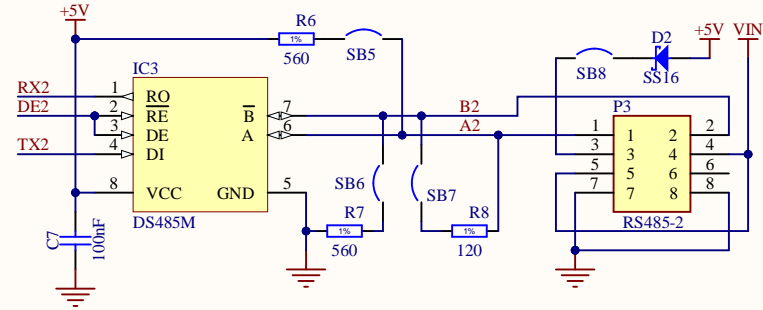 +5V
R6
1%
560
SB5
D2
+5V
VIN
SB8
SS16
IC3
RX2
1
RO
DE2
2
RE
B
7
B2
3
DE
A
6
A2
TX2
4
DI
8
VCC
GND
5
DS485M
C7
100nF
SB6
SB7
R7
1%
560
R8
1%
120
P3
1
1
2
2
3
3
4
4
5
5
6
6
7
7
8
8
RS485-2